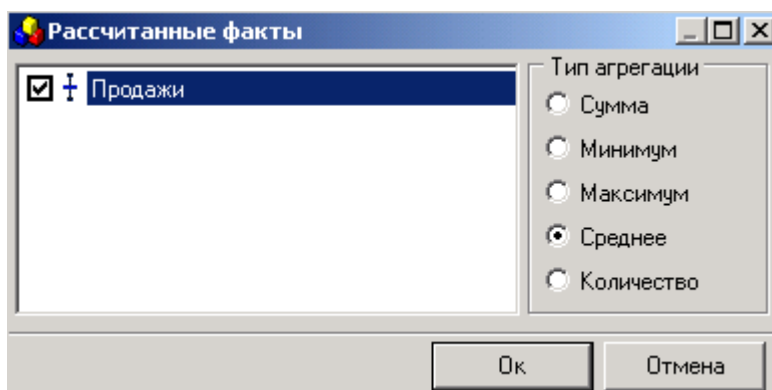 Рассчитанные факты
Продажи
Тип агрегации
Сумма
Минимум
Максимум
Среднее
Количество
Ок
Отмена